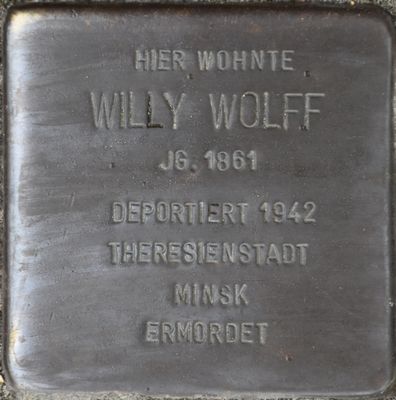 HIER WOHNTE
WILLY WOLFF
JG. 1861
DEPORTIERT 1942
THERESIENSTADT
MINSK
ERMORDET